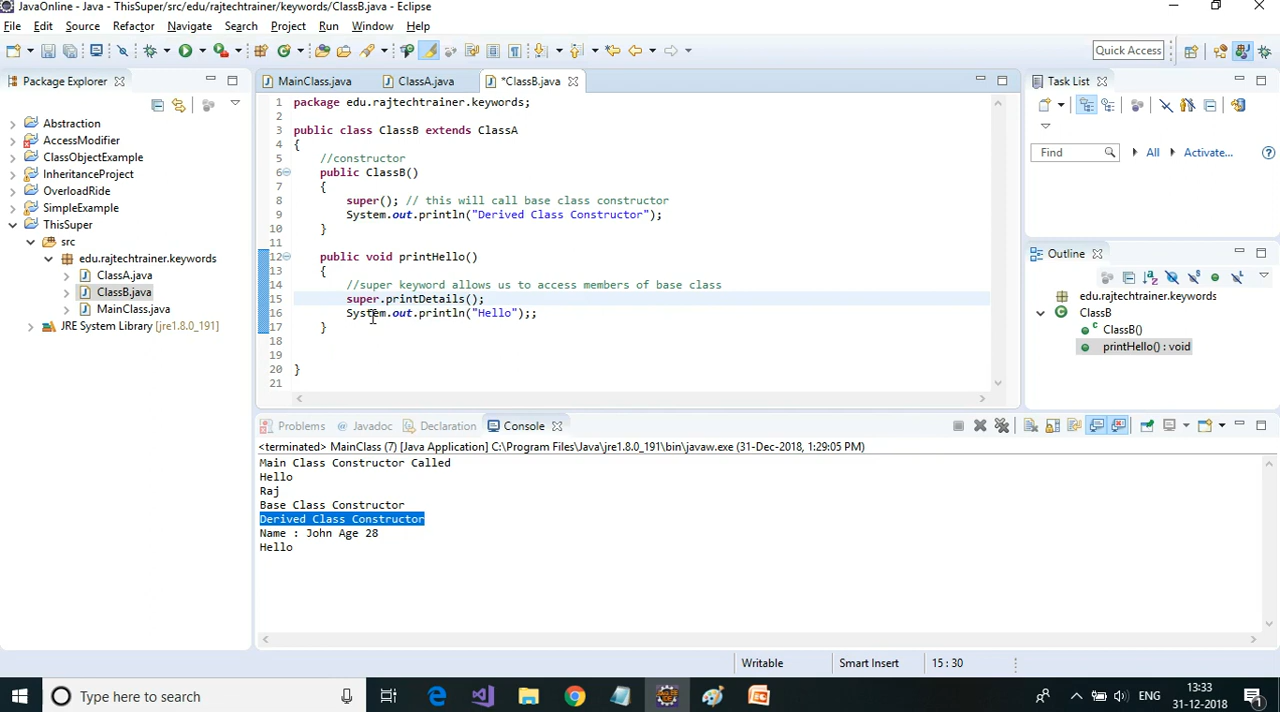 JavaOnline - Java - ThisSuper/src/edu/rajtechtrainer/keywords/ClassB.java - Eclipse
File Edit Source Refactor Navigate Search Project Run Window Help
Quick Access
Package Explorer
Abstraction
AccessModifier
ClassObjectExample
InheritanceProject
OverloadRide
SimpleExample
ThisSuper
src
edu.rajtechtrainer.keywords
ClassA.java
ClassB.java
MainClass.java
JRE System Library [jre1.8.0_191]
MainClass.java ClassA.java *ClassB.java
1 package edu.rajtechtrainer.keywords;
2
3 public class ClassB extends ClassA
4 {
5 //constructor
6 public ClassB()
7 {
8 super(); // this will call base class constructor
9 System.out.println("Derived Class Constructor");
10 }
11
12 public void printHello()
13 {
14 //super keyword allows us to access members of base class
15 super.printDetails();
16 System.out.println("Hello");;
17 }
18
19
20 }
21
Task List
Find All Activate...
Outline
edu.rajtechtrainer.keywords
ClassB
ClassB()
printHello() : void
Problems @ Javadoc Declaration Console
<terminated> MainClass (7) [Java Application] C:\Program Files\Java\jre1.8.0_191\bin\javaw.exe (31-Dec-2018, 1:29:05 PM)
Main Class Constructor Called
Hello
Raj
Base Class Constructor
Derived Class Constructor
Name : John Age 28
Hello
Writable Smart Insert 15 : 30
Type here to search
ENG
13:33
31-12-2018
1